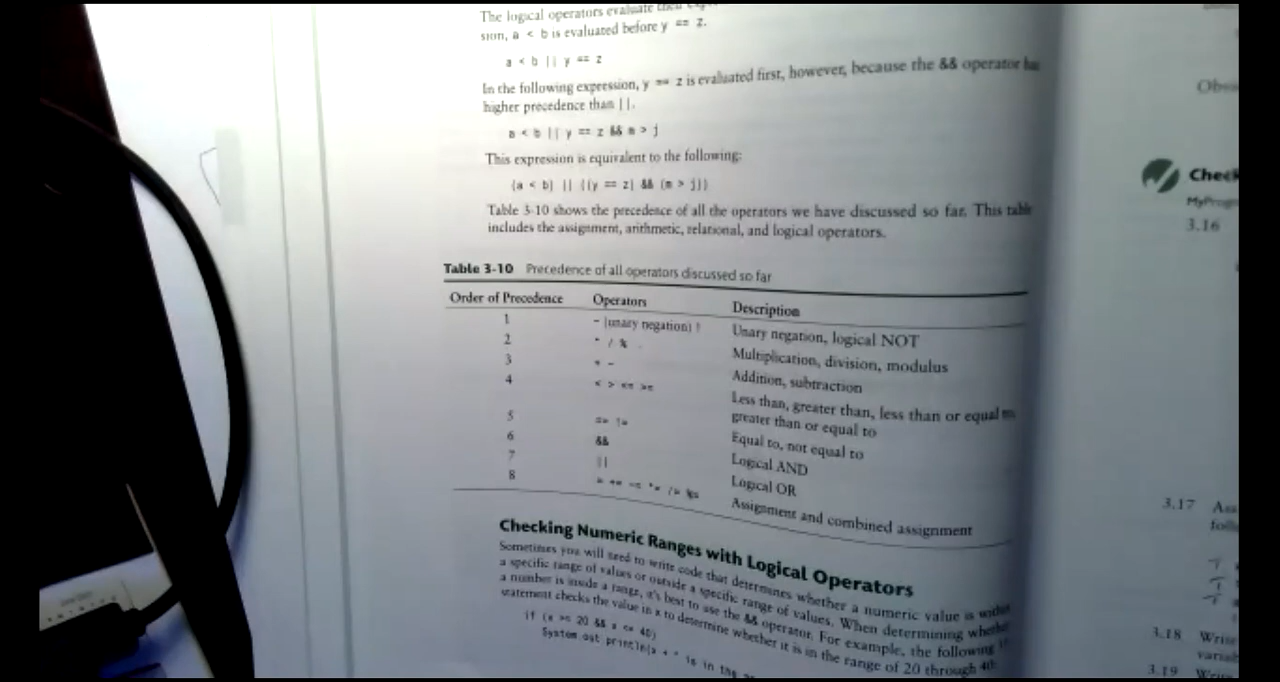 The logical operators evaluate their
sion, a < b is evaluated before y == z.
a < b || y == z
In the following expression, y == z is evaluated first, however, because the && operator has
higher precedence than ||.
a < b || y == z && m > j
This expression is equivalent to the following:
(a < b) || ((y == z) && (m > j))
Table 3-10 shows the precedence of all the operators we have discussed so far. This table
includes the assignment, arithmetic, relational, and logical operators.
Table 3-10 Precedence of all operators discussed so far
Order of Precedence Operators Description
1 - (unary negation) ! Unary negation, logical NOT
2 * / % Multiplication, division, modulus
3 + - Addition, subtraction
4 < > <= >= Less than, greater than, less than or equal to,
greater than or equal to
5 == != Equal to, not equal to
6 && Logical AND
7 || Logical OR
8 = += -= *= /= %= Assignment and combined assignment
Checking Numeric Ranges with Logical Operators
Sometimes you will need to write code that determines whether a numeric value is within
a specific range of values or outside a specific range of values. When determining whether
a number is inside a range, it's best to use the && operator. For example, the following if
statement checks the value in x to determine whether it is in the range of 20 through 40:
if (x >= 20 && x <= 40)
System.out.println(x + " is in the
Check
3.16
3.17
3.18 Write
variab
3.19 Write